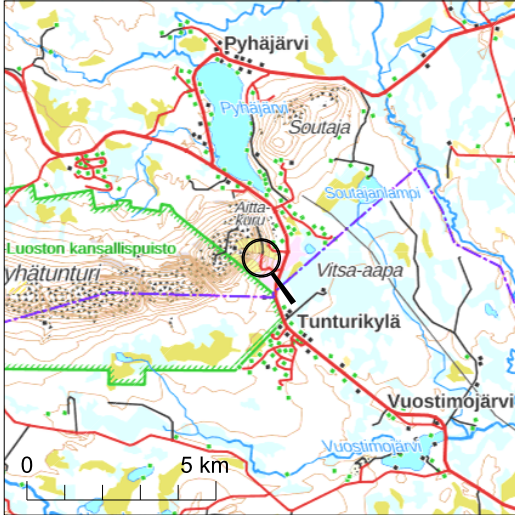 Pyhäjärvi
Pyhäjärvi
Soutaja
Soutajanlampi
Aitta-
kuru
Luoston kansallispuisto
yhätunturi
Vitsa-aapa
Tunturikylä
Vuostimojärvi
Vuostimojärvi
0 5 km